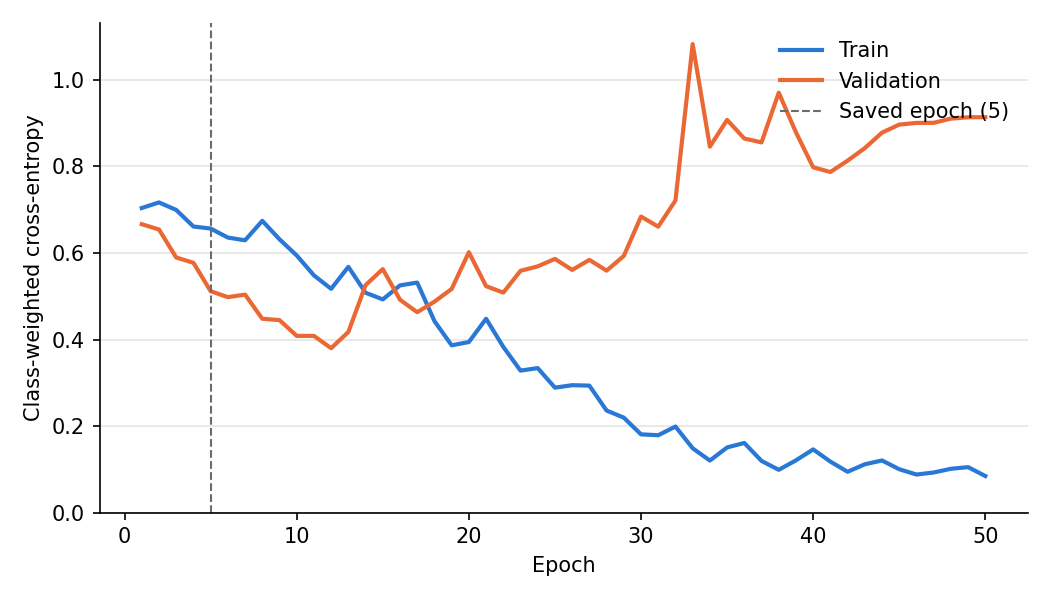 Train
Validation
Saved epoch (5)
Class-weighted cross-entropy
1.0
0.8
0.6
0.4
0.2
0.0
0 10 20 30 40 50
Epoch